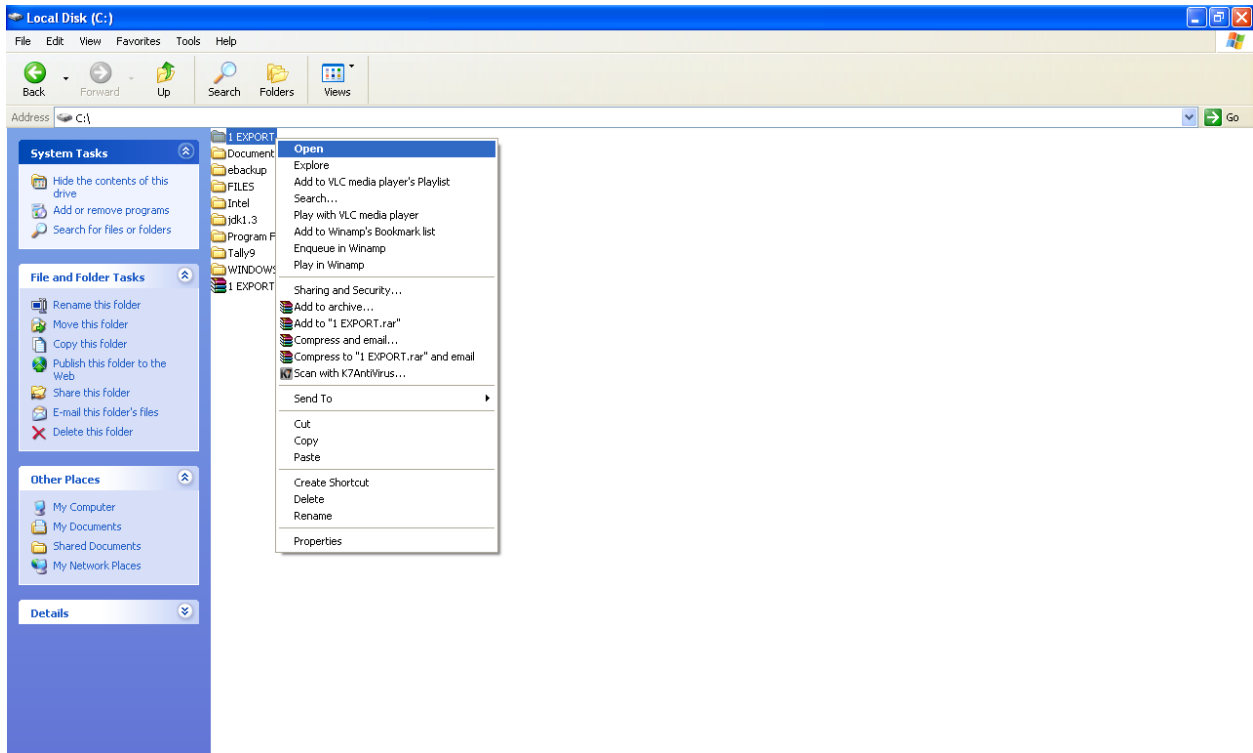 Local Disk (C:)
File Edit View Favorites Tools Help
Back Forward Up Search Folders Views
Address C:\ Go
System Tasks
Hide the contents of this
drive
Add or remove programs
Search for files or folders
File and Folder Tasks
Rename this folder
Move this folder
Copy this folder
Publish this folder to the
Web
Share this folder
E-mail this folder's files
Delete this folder
Other Places
My Computer
My Documents
Shared Documents
My Network Places
Details
1 EXPORT
Document
ebackup
FILES
Intel
jdk1.3
Program F
Tally9
WINDOWS
1 EXPORT
Open
Explore
Add to VLC media player's Playlist
Search...
Play with VLC media player
Add to Winamp's Bookmark list
Enqueue in Winamp
Play in Winamp
Sharing and Security...
Add to archive...
Add to "1 EXPORT.rar"
Compress and email...
Compress to "1 EXPORT.rar" and email
K7 Scan with K7AntiVirus...
Send To
Cut
Copy
Paste
Create Shortcut
Delete
Rename
Properties